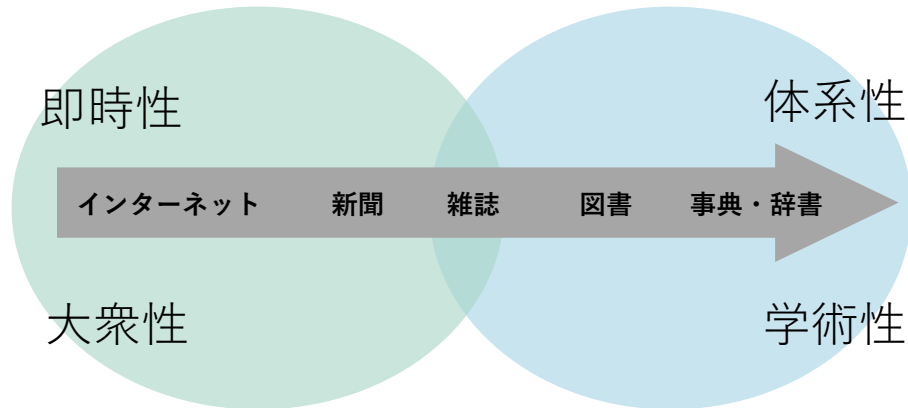 即時性
体系性
インターネット 新聞 雑誌 図書 事典・辞書
大衆性
学術性